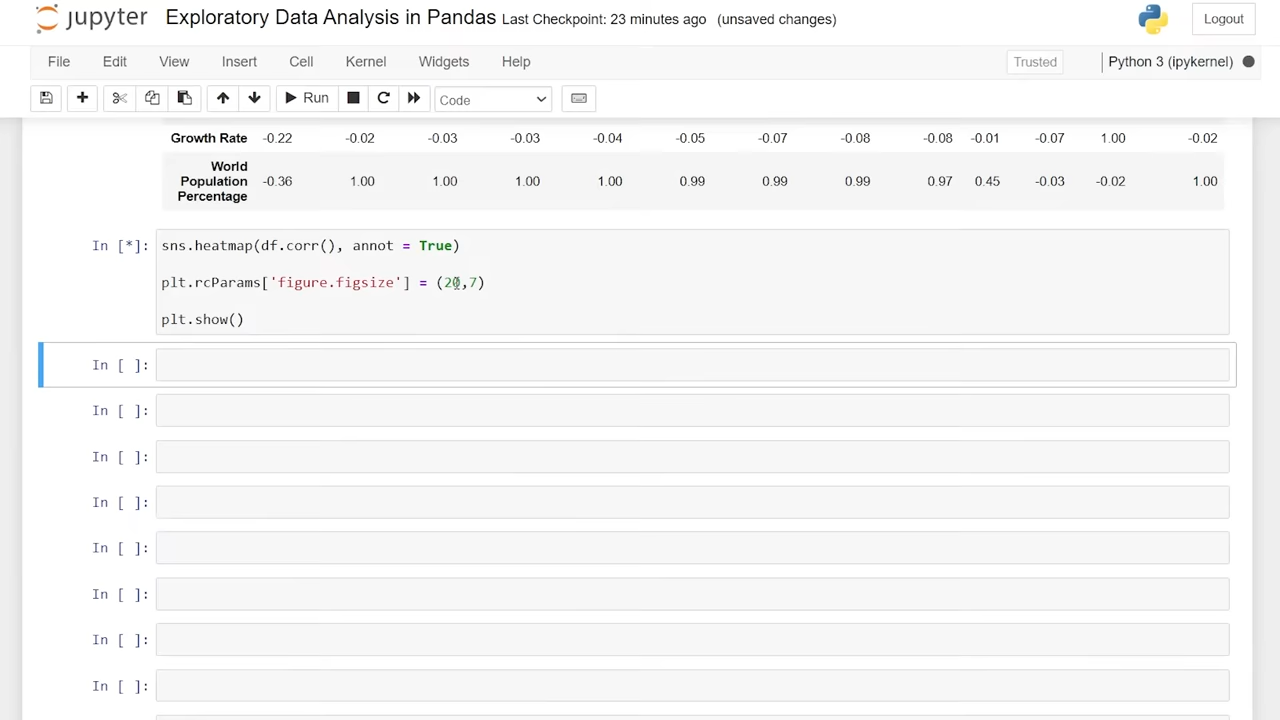 jupyter Exploratory Data Analysis in Pandas Last Checkpoint: 23 minutes ago (unsaved changes) Logout
File Edit View Insert Cell Kernel Widgets Help Trusted Python 3 (ipykernel)
Run Code
Growth Rate -0.22 -0.02 -0.03 -0.03 -0.04 -0.05 -0.07 -0.08 -0.08 -0.01 -0.07 1.00 -0.02
World
Population
Percentage
-0.36 1.00 1.00 1.00 1.00 0.99 0.99 0.99 0.97 0.45 -0.03 -0.02 1.00
In [*]: sns.heatmap(df.corr(), annot = True)
plt.rcParams['figure.figsize'] = (20,7)
plt.show()
In [ ]:
In [ ]:
In [ ]:
In [ ]:
In [ ]:
In [ ]:
In [ ]:
In [ ]: